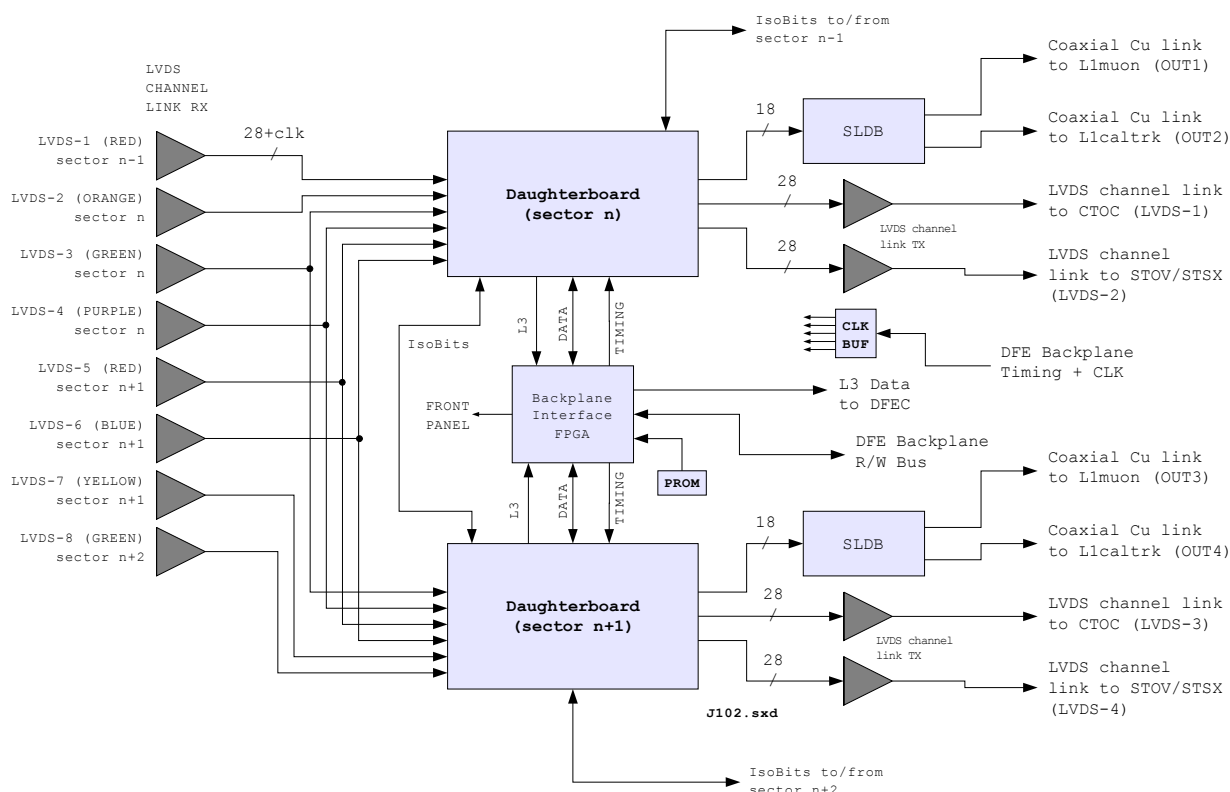 IsoBits to/from
sector n-1
LVDS
CHANNEL
LINK RX
28+clk
LVDS-1 (RED)
sector n-1
LVDS-2 (ORANGE)
sector n
LVDS-3 (GREEN)
sector n
LVDS-4 (PURPLE)
sector n
LVDS-5 (RED)
sector n+1
LVDS-6 (BLUE)
sector n+1
LVDS-7 (YELLOW)
sector n+1
LVDS-8 (GREEN)
sector n+2
Daughterboard
(sector n)
18
SLDB
Coaxial Cu link
to L1muon (OUT1)
Coaxial Cu link
to L1caltrk (OUT2)
28
LVDS channel link
to CTOC (LVDS-1)
LVDS channel
link TX
28
LVDS channel
link to STOV/STSX
(LVDS-2)
IsoBits
L3
DATA
TIMING
CLK
BUF
DFE Backplane
Timing + CLK
FRONT
PANEL
Backplane
Interface
FPGA
L3 Data
to DFEC
DFE Backplane
R/W Bus
PROM
L3
DATA
TIMING
Daughterboard
(sector n+1)
18
SLDB
Coaxial Cu link
to L1muon (OUT3)
Coaxial Cu link
to L1caltrk (OUT4)
28
LVDS channel link
to CTOC (LVDS-3)
LVDS channel
link TX
28
LVDS channel
link to STOV/STSX
(LVDS-4)
J102.sxd
IsoBits to/from
sector n+2